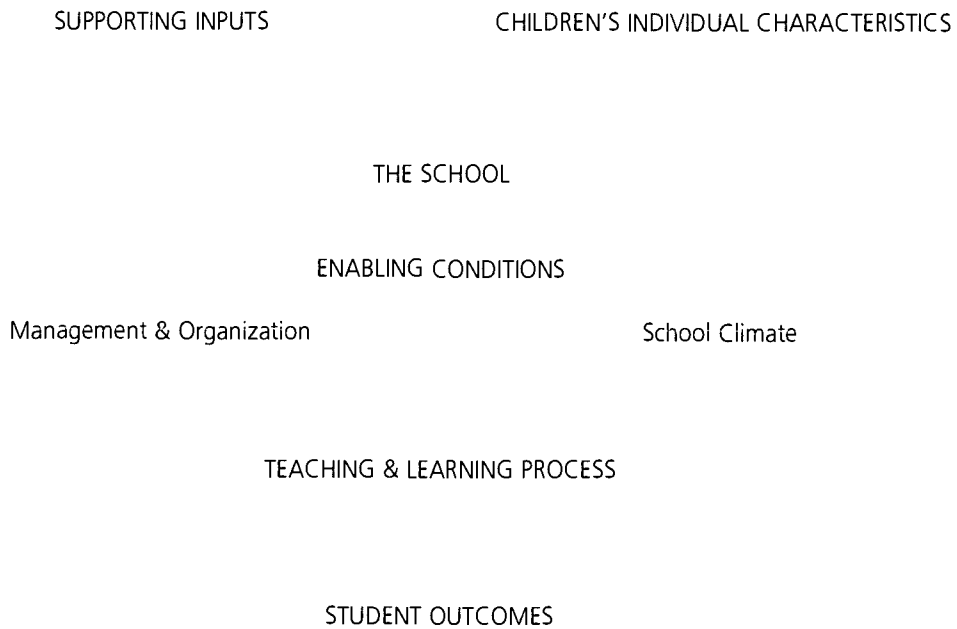 SUPPORTING INPUTS
CHILDREN'S INDIVIDUAL CHARACTERISTICS
THE SCHOOL
ENABLING CONDITIONS
Management & Organization
School Climate
TEACHING & LEARNING PROCESS
STUDENT OUTCOMES